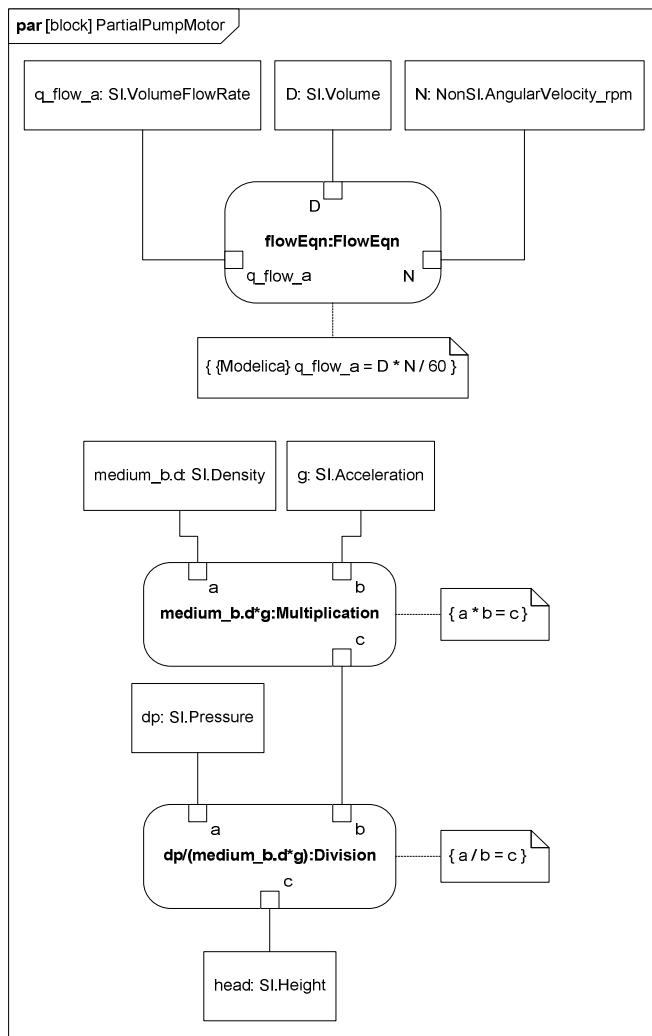 par [block] PartialPumpMotor
q_flow_a: SI.VolumeFlowRate
D: SI.Volume
N: NonSI.AngularVelocity_rpm
D
flowEqn:FlowEqn
q_flow_a
N
{ {Modelica} q_flow_a = D * N / 60 }
medium_b.d: SI.Density
g: SI.Acceleration
a
b
medium_b.d*g:Multiplication
{ a * b = c }
c
dp: SI.Pressure
a
b
dp/(medium_b.d*g):Division
{ a / b = c }
c
head: SI.Height